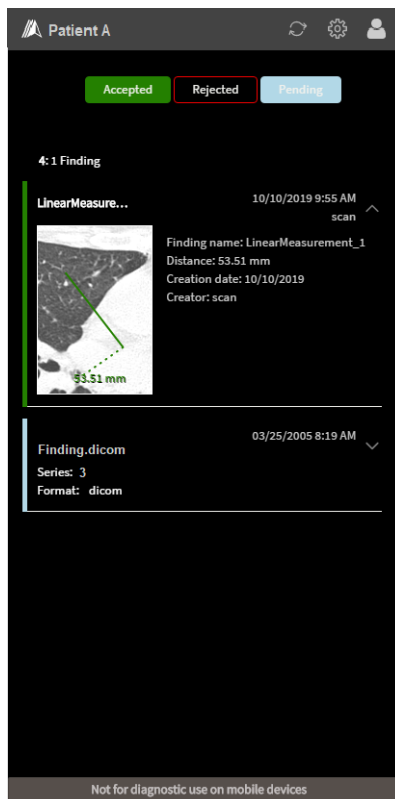 Patient A
Accepted Rejected Pending
4: 1 Finding
LinearMeasure... 10/10/2019 9:55 AM
scan
Finding name: LinearMeasurement_1
Distance: 53.51 mm
Creation date: 10/10/2019
Creator: scan
53.51 mm
03/25/2005 8:19 AM
Finding.dicom
Series: 3
Format: dicom
Not for diagnostic use on mobile devices